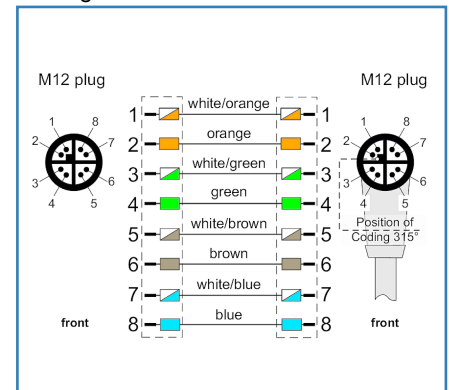 M12 plug
M12 plug
1 8
2 7
3 6
4 5
1 8
2 7
3 6
4 5
1 white/orange 1
2 orange 2
3 white/green 3
4 green 4
5 white/brown 5
6 brown 6
7 white/blue 7
8 blue 8
Position of
Coding 315°
front
front